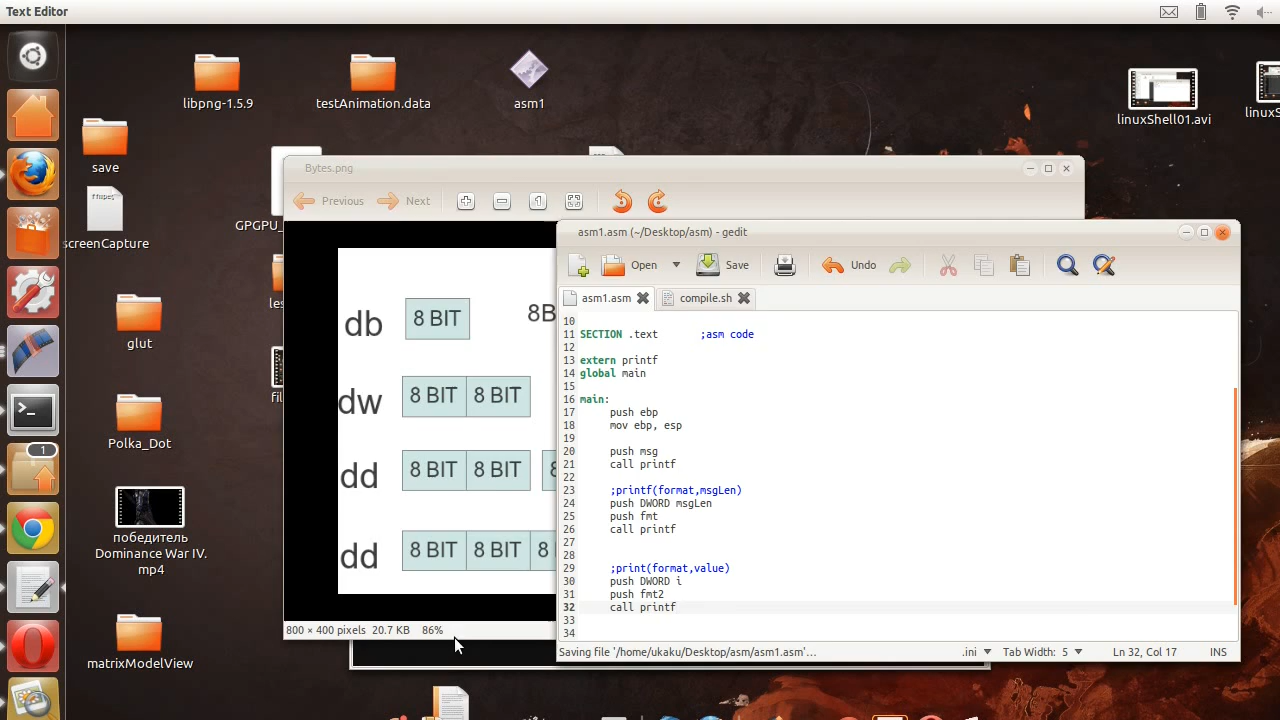 Text Editor
libpng-1.5.9
testAnimation.data
asm1
linuxShell01.avi
save
screenCapture
glut
Polka_Dot
победитель
Dominance War IV.
mp4
matrixModelView
1
Bytes.png
Previous
Next
db
8 BIT
dw
8 BIT 8 BIT
dd
8 BIT 8 BIT
dd
8 BIT 8 BIT
800 × 400 pixels 20.7 KB 86%
asm1.asm (~/Desktop/asm) - gedit
Open
Save
Undo
asm1.asm
compile.sh
10
11 SECTION .text ;asm code
12
13 extern printf
14 global main
15
16 main:
17 push ebp
18 mov ebp, esp
19
20 push msg
21 call printf
22
23 ;printf(format,msgLen)
24 push DWORD msgLen
25 push fmt
26 call printf
27
28
29 ;print(format,value)
30 push DWORD i
31 push fmt2
32 call printf
33
34
Saving file '/home/ukaku/Desktop/asm/asm1.asm'...
.ini
Tab Width: 5
Ln 32, Col 17
INS